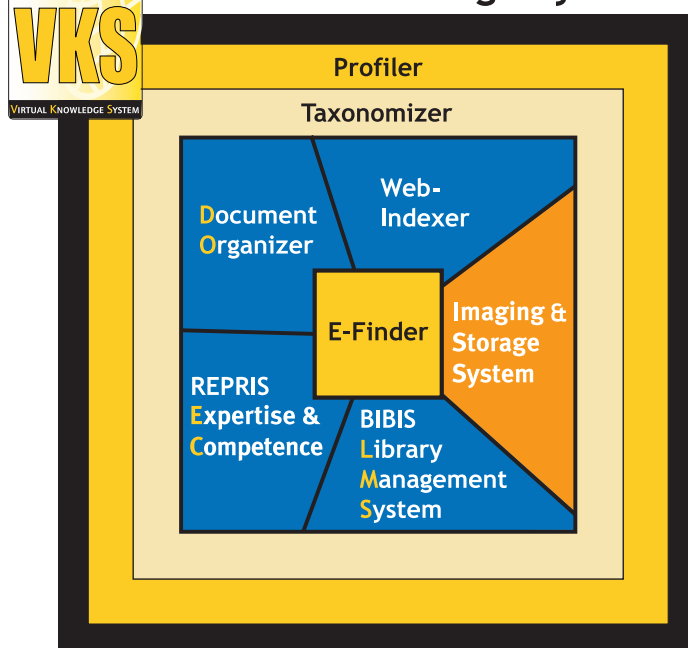 VKS
VIRTUAL KNOWLEDGE SYSTEM
Profiler
Taxonomizer
Document
Organizer
Web-
Indexer
E-Finder
Imaging &
Storage
System
REPRIS
Expertise &
Competence
BIBIS
Library
Management
System